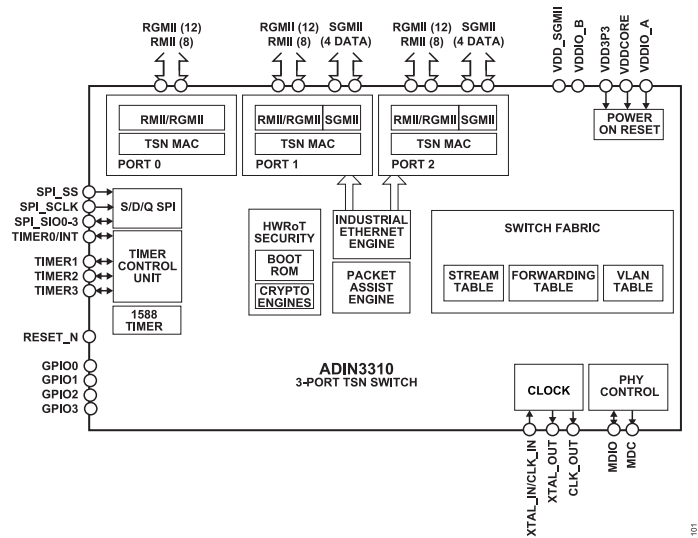 RGMII (12)
RMII (8)
RGMII (12)
RMII (8)
SGMII
(4 DATA)
RGMII (12)
RMII (8)
SGMII
(4 DATA)
VDD_SGMII
VDDIO_B
VDD3P3
VDDCORE
VDDIO_A
RMII/RGMII
TSN MAC
PORT 0
RMII/RGMII
SGMII
TSN MAC
PORT 1
RMII/RGMII
SGMII
TSN MAC
PORT 2
POWER
ON RESET
SPI_SS
SPI_SCLK
SPI_SIO0-3
TIMER0/INT
TIMER1
TIMER2
TIMER3
S/D/Q SPI
TIMER
CONTROL
UNIT
1588
TIMER
HWRoT
SECURITY
BOOT
ROM
CRYPTO
ENGINES
INDUSTRIAL
ETHERNET
ENGINE
PACKET
ASSIST
ENGINE
SWITCH FABRIC
STREAM
TABLE
FORWARDING
TABLE
VLAN
TABLE
RESET_N
GPIO0
GPIO1
GPIO2
GPIO3
ADIN3310
3-PORT TSN SWITCH
CLOCK
PHY
CONTROL
XTAL_IN/CLK_IN
XTAL_OUT
CLK_OUT
MDIO
MDC
101